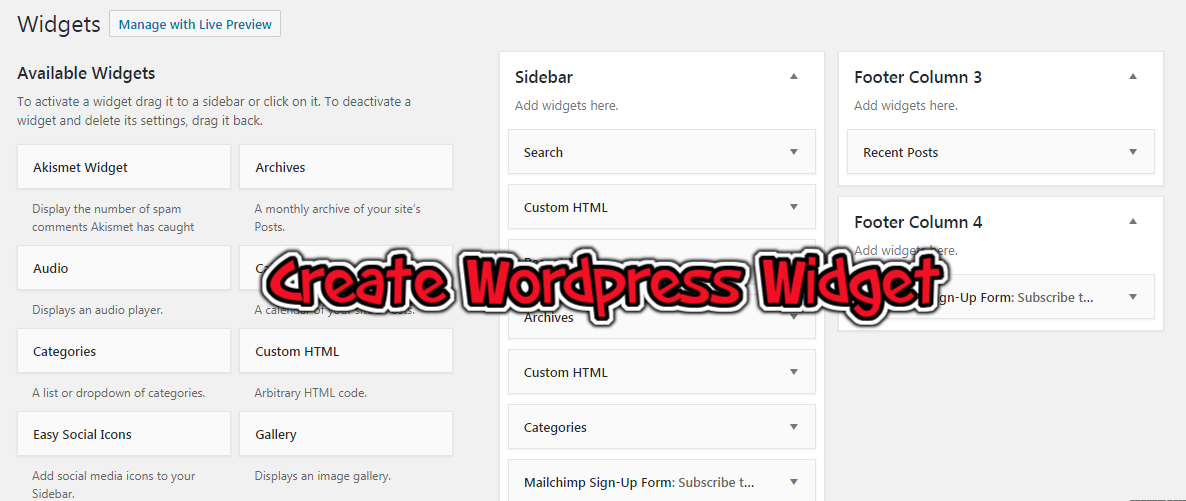 Widgets
Manage with Live Preview
Available Widgets
To activate a widget drag it to a sidebar or click on it. To deactivate a
widget and delete its settings, drag it back.
Akismet Widget
Archives
Display the number of spam
comments Akismet has caught
A monthly archive of your site's
Posts.
Audio
Displays an audio player.
A calendar of your site's Posts.
Categories
Custom HTML
A list or dropdown of categories.
Arbitrary HTML code.
Easy Social Icons
Gallery
Add social media icons to your
Sidebar.
Displays an image gallery.
Sidebar
Add widgets here.
Search
Custom HTML
Archives
Custom HTML
Categories
Mailchimp Sign-Up Form: Subscribe t...
Footer Column 3
Add widgets here.
Recent Posts
Footer Column 4
Add widgets here.
Sign-Up Form: Subscribe t...
Create Wordpress Widget